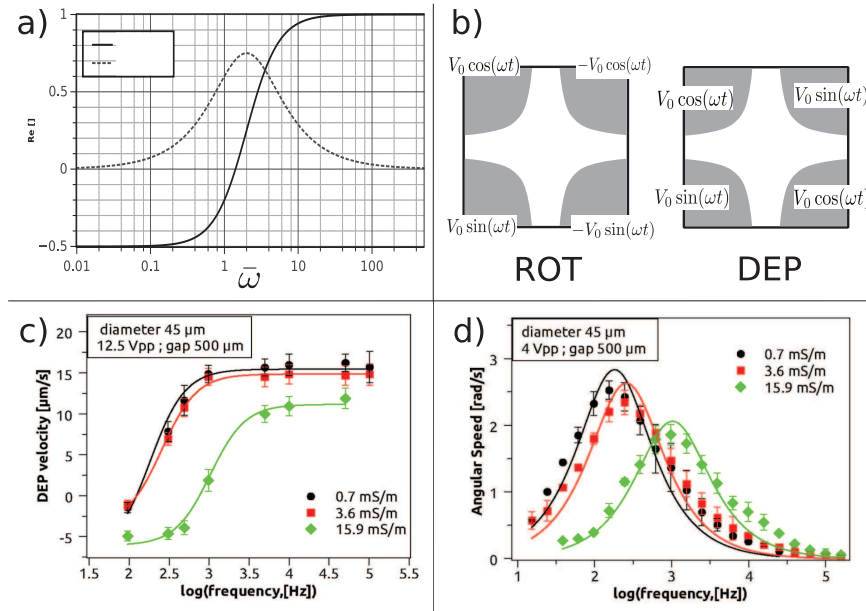 a)
1
0.5
0
−0.5
Re []
0.01
0.1
1
10
100
ω̄
b)
V₀ cos(ωt)
−V₀ cos(ωt)
V₀ sin(ωt)
−V₀ sin(ωt)
ROT
V₀ cos(ωt)
V₀ sin(ωt)
V₀ sin(ωt)
V₀ cos(ωt)
DEP
c)
diameter 45 μm
12.5 Vpp ; gap 500 μm
DEP velocity [μm/s]
20
15
10
5
0
-5
0.7 mS/m
3.6 mS/m
15.9 mS/m
1.5
2.0
2.5
3.0
3.5
4.0
4.5
5.0
5.5
log(frequency,[Hz])
d)
diameter 45 μm
4 Vpp ; gap 500 μm
0.7 mS/m
3.6 mS/m
15.9 mS/m
Angular Speed [rad/s]
3
2
1
0
1
2
3
4
5
log(frequency,[Hz])